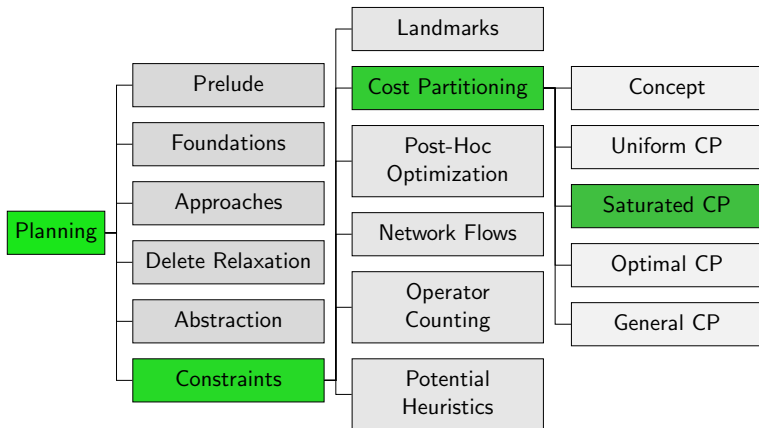 Planning
Prelude
Foundations
Approaches
Delete Relaxation
Abstraction
Constraints
Landmarks
Cost Partitioning
Post-Hoc
Optimization
Network Flows
Operator
Counting
Potential
Heuristics
Concept
Uniform CP
Saturated CP
Optimal CP
General CP